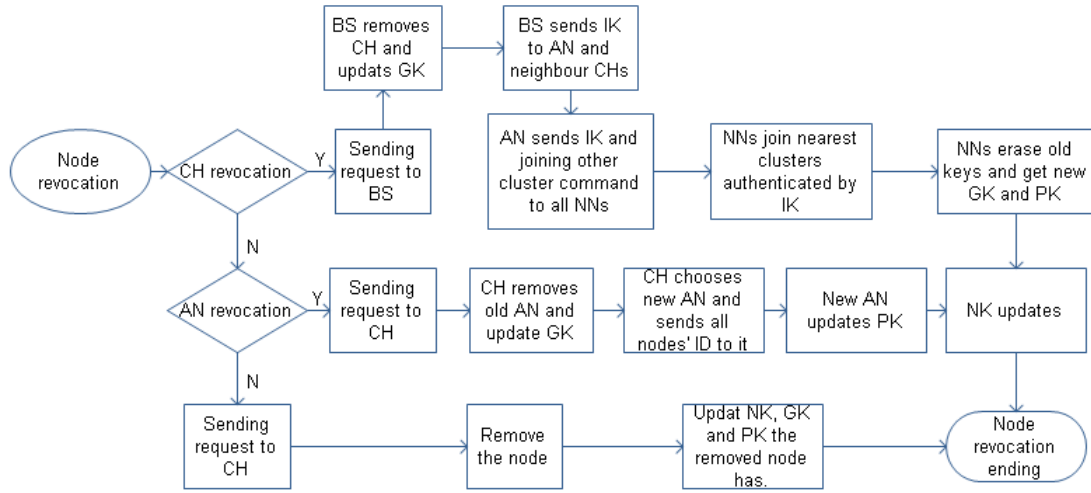 BS removes
CH and
updats GK
BS sends IK
to AN and
neighbour CHs
Node
revocation
CH revocation
Y
Sending
request to
BS
AN sends IK and
joining other
cluster command
to all NNs
NNs join nearest
clusters
authenticated by
IK
NNs erase old
keys and get new
GK and PK
N
AN revocation
Y
Sending
request to
CH
CH removes
old AN and
update GK
CH chooses
new AN and
sends all
nodes' ID to it
New AN
updates PK
NK updates
N
Sending
request to
CH
Remove
the node
Updat NK, GK
and PK the
removed node
has.
Node
revocation
ending